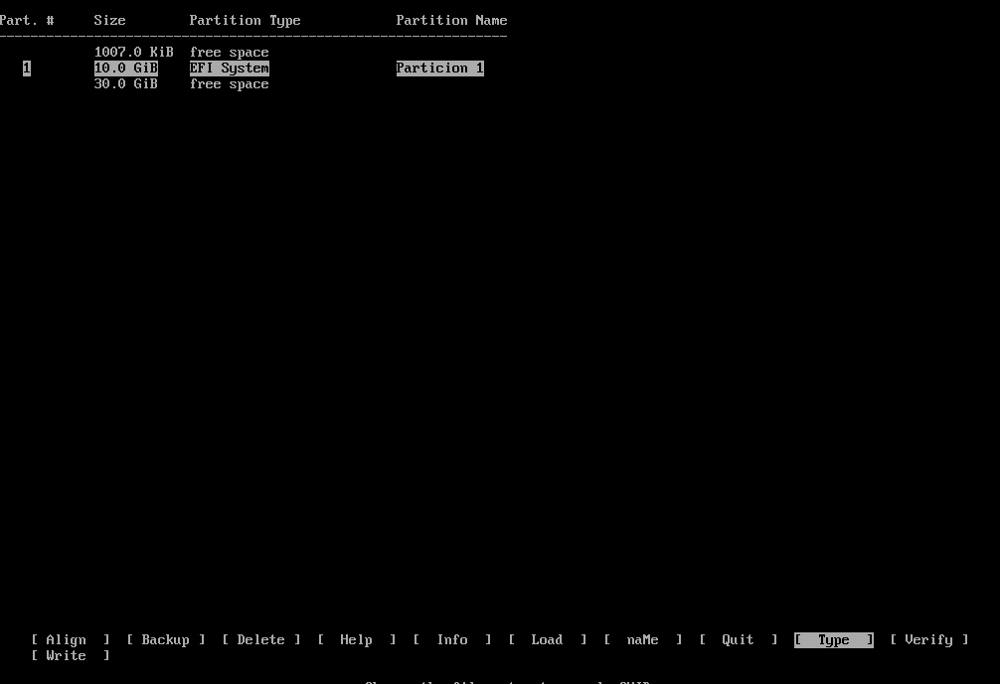 Part. # Size Partition Type Partition Name
1007.0 KiB free space
1 10.0 GiB EFI System Particion 1
30.0 GiB free space
[ Align ] [ Backup ] [ Delete ] [ Help ] [ Info ] [ Load ] [ naMe ] [ Quit ] [ Type ] [ Verify ]
[ Write ]